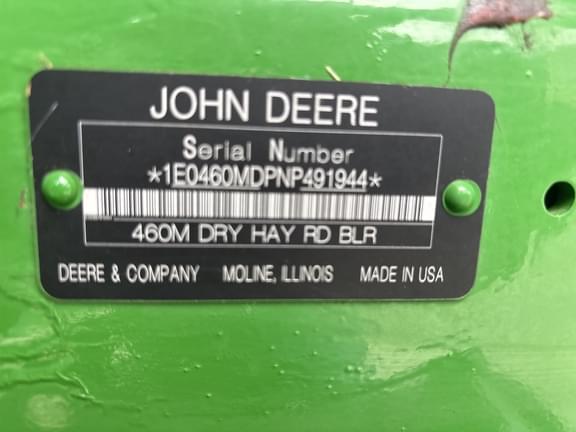 JOHN DEERE
Serial Number
*1E0460MDPNP491944*
460M DRY HAY RD BLR
DEERE & COMPANY MOLINE, ILLINOIS MADE IN USA